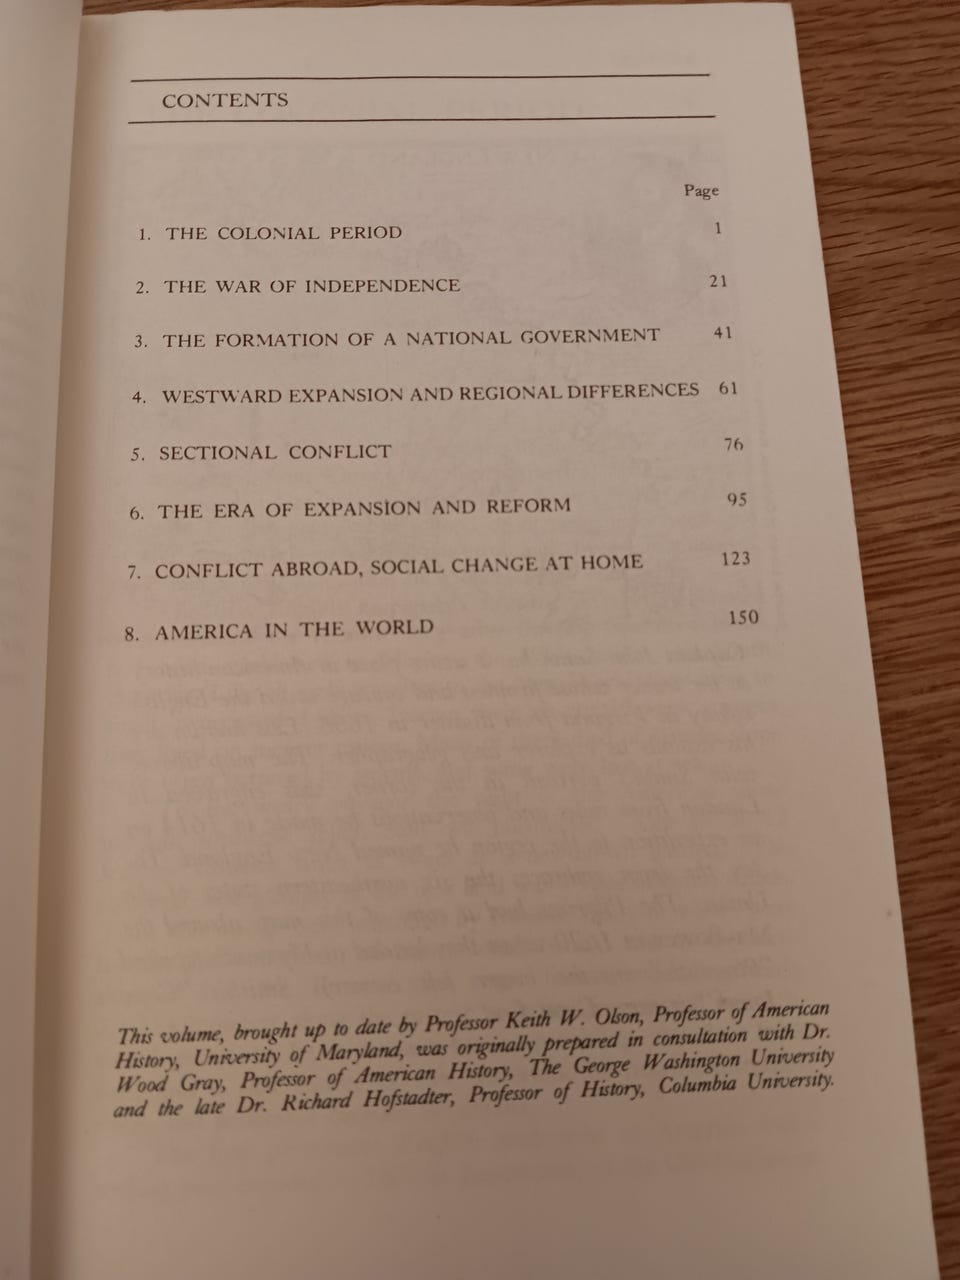 CONTENTS
Page
1. THE COLONIAL PERIOD 1
2. THE WAR OF INDEPENDENCE 21
3. THE FORMATION OF A NATIONAL GOVERNMENT 41
4. WESTWARD EXPANSION AND REGIONAL DIFFERENCES 61
5. SECTIONAL CONFLICT 76
6. THE ERA OF EXPANSION AND REFORM 95
7. CONFLICT ABROAD, SOCIAL CHANGE AT HOME 123
8. AMERICA IN THE WORLD 150
This volume, brought up to date by Professor Keith W. Olson, Professor of American
History, University of Maryland, was originally prepared in consultation with Dr.
Wood Gray, Professor of American History, The George Washington University
and the late Dr. Richard Hofstadter, Professor of History, Columbia University.